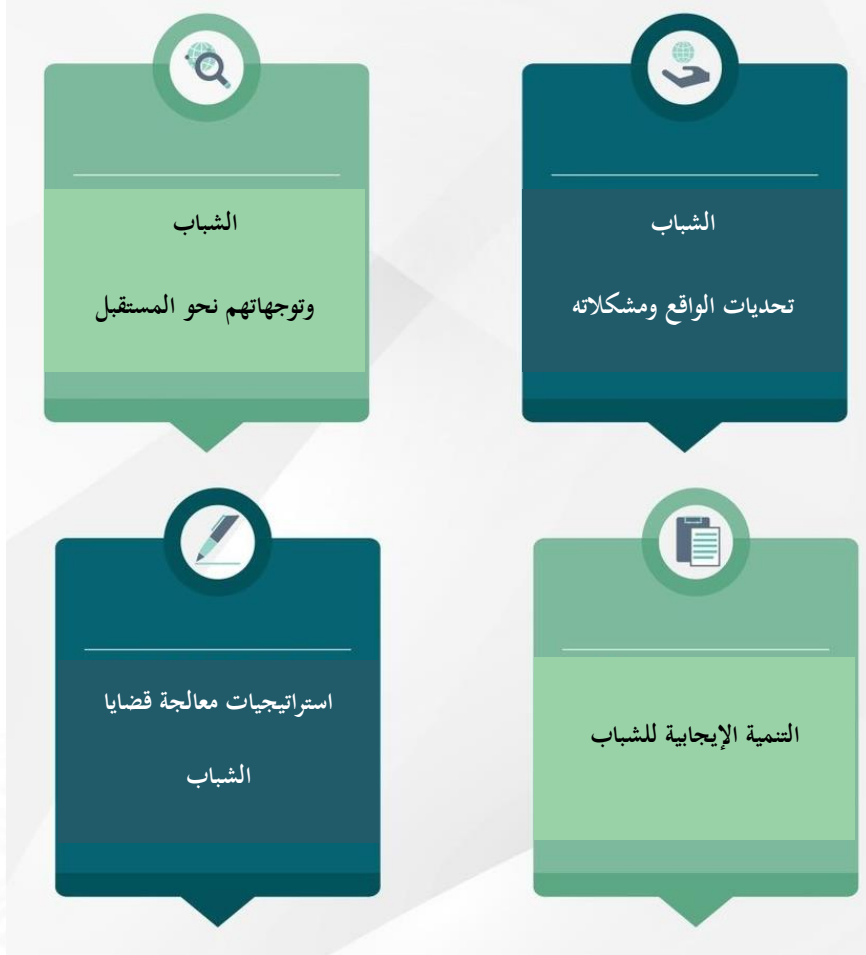 الشباب
تحديات الواقع ومشكلاته
الشباب
وتوجهاتهم نحو المستقبل
التنمية الإيجابية للشباب
استراتيجيات معالجة قضايا
الشباب